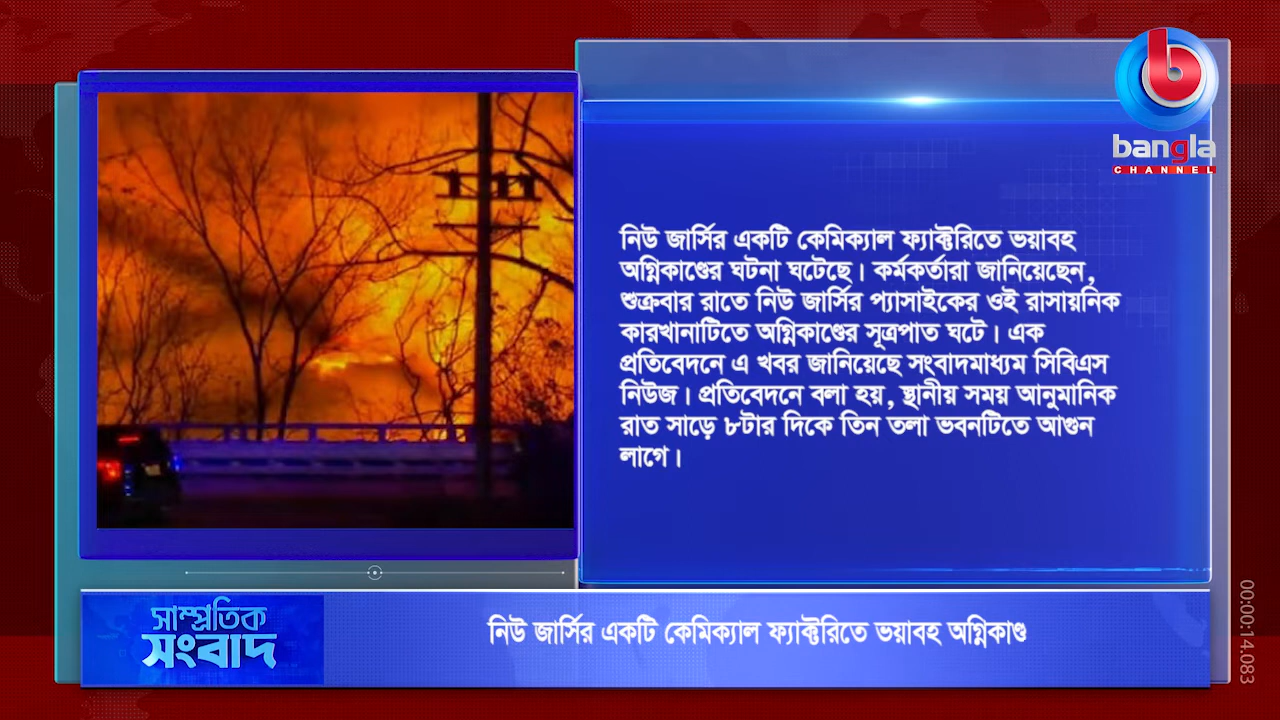 bangla
CHANNEL
নিউ জার্সির একটি কেমিক্যাল ফ্যাক্টরিতে ভয়াবহ
অগ্নিকাণ্ডের ঘটনা ঘটেছে। কর্মকর্তারা জানিয়েছেন,
শুক্রবার রাতে নিউ জার্সির প্যাসাইকের ওই রাসায়নিক
কারখানাটিতে অগ্নিকাণ্ডের সূত্রপাত ঘটে। এক
প্রতিবেদনে এ খবর জানিয়েছে সংবাদমাধ্যম সিবিএস
নিউজ। প্রতিবেদনে বলা হয়, স্থানীয় সময় আনুমানিক
রাত সাড়ে ৮টার দিকে তিন তলা ভবনটিতে আগুন
লাগে।
সাম্প্রতিক
সংবাদ
নিউ জার্সির একটি কেমিক্যাল ফ্যাক্টরিতে ভয়াবহ অগ্নিকাণ্ড
00:00:14.083